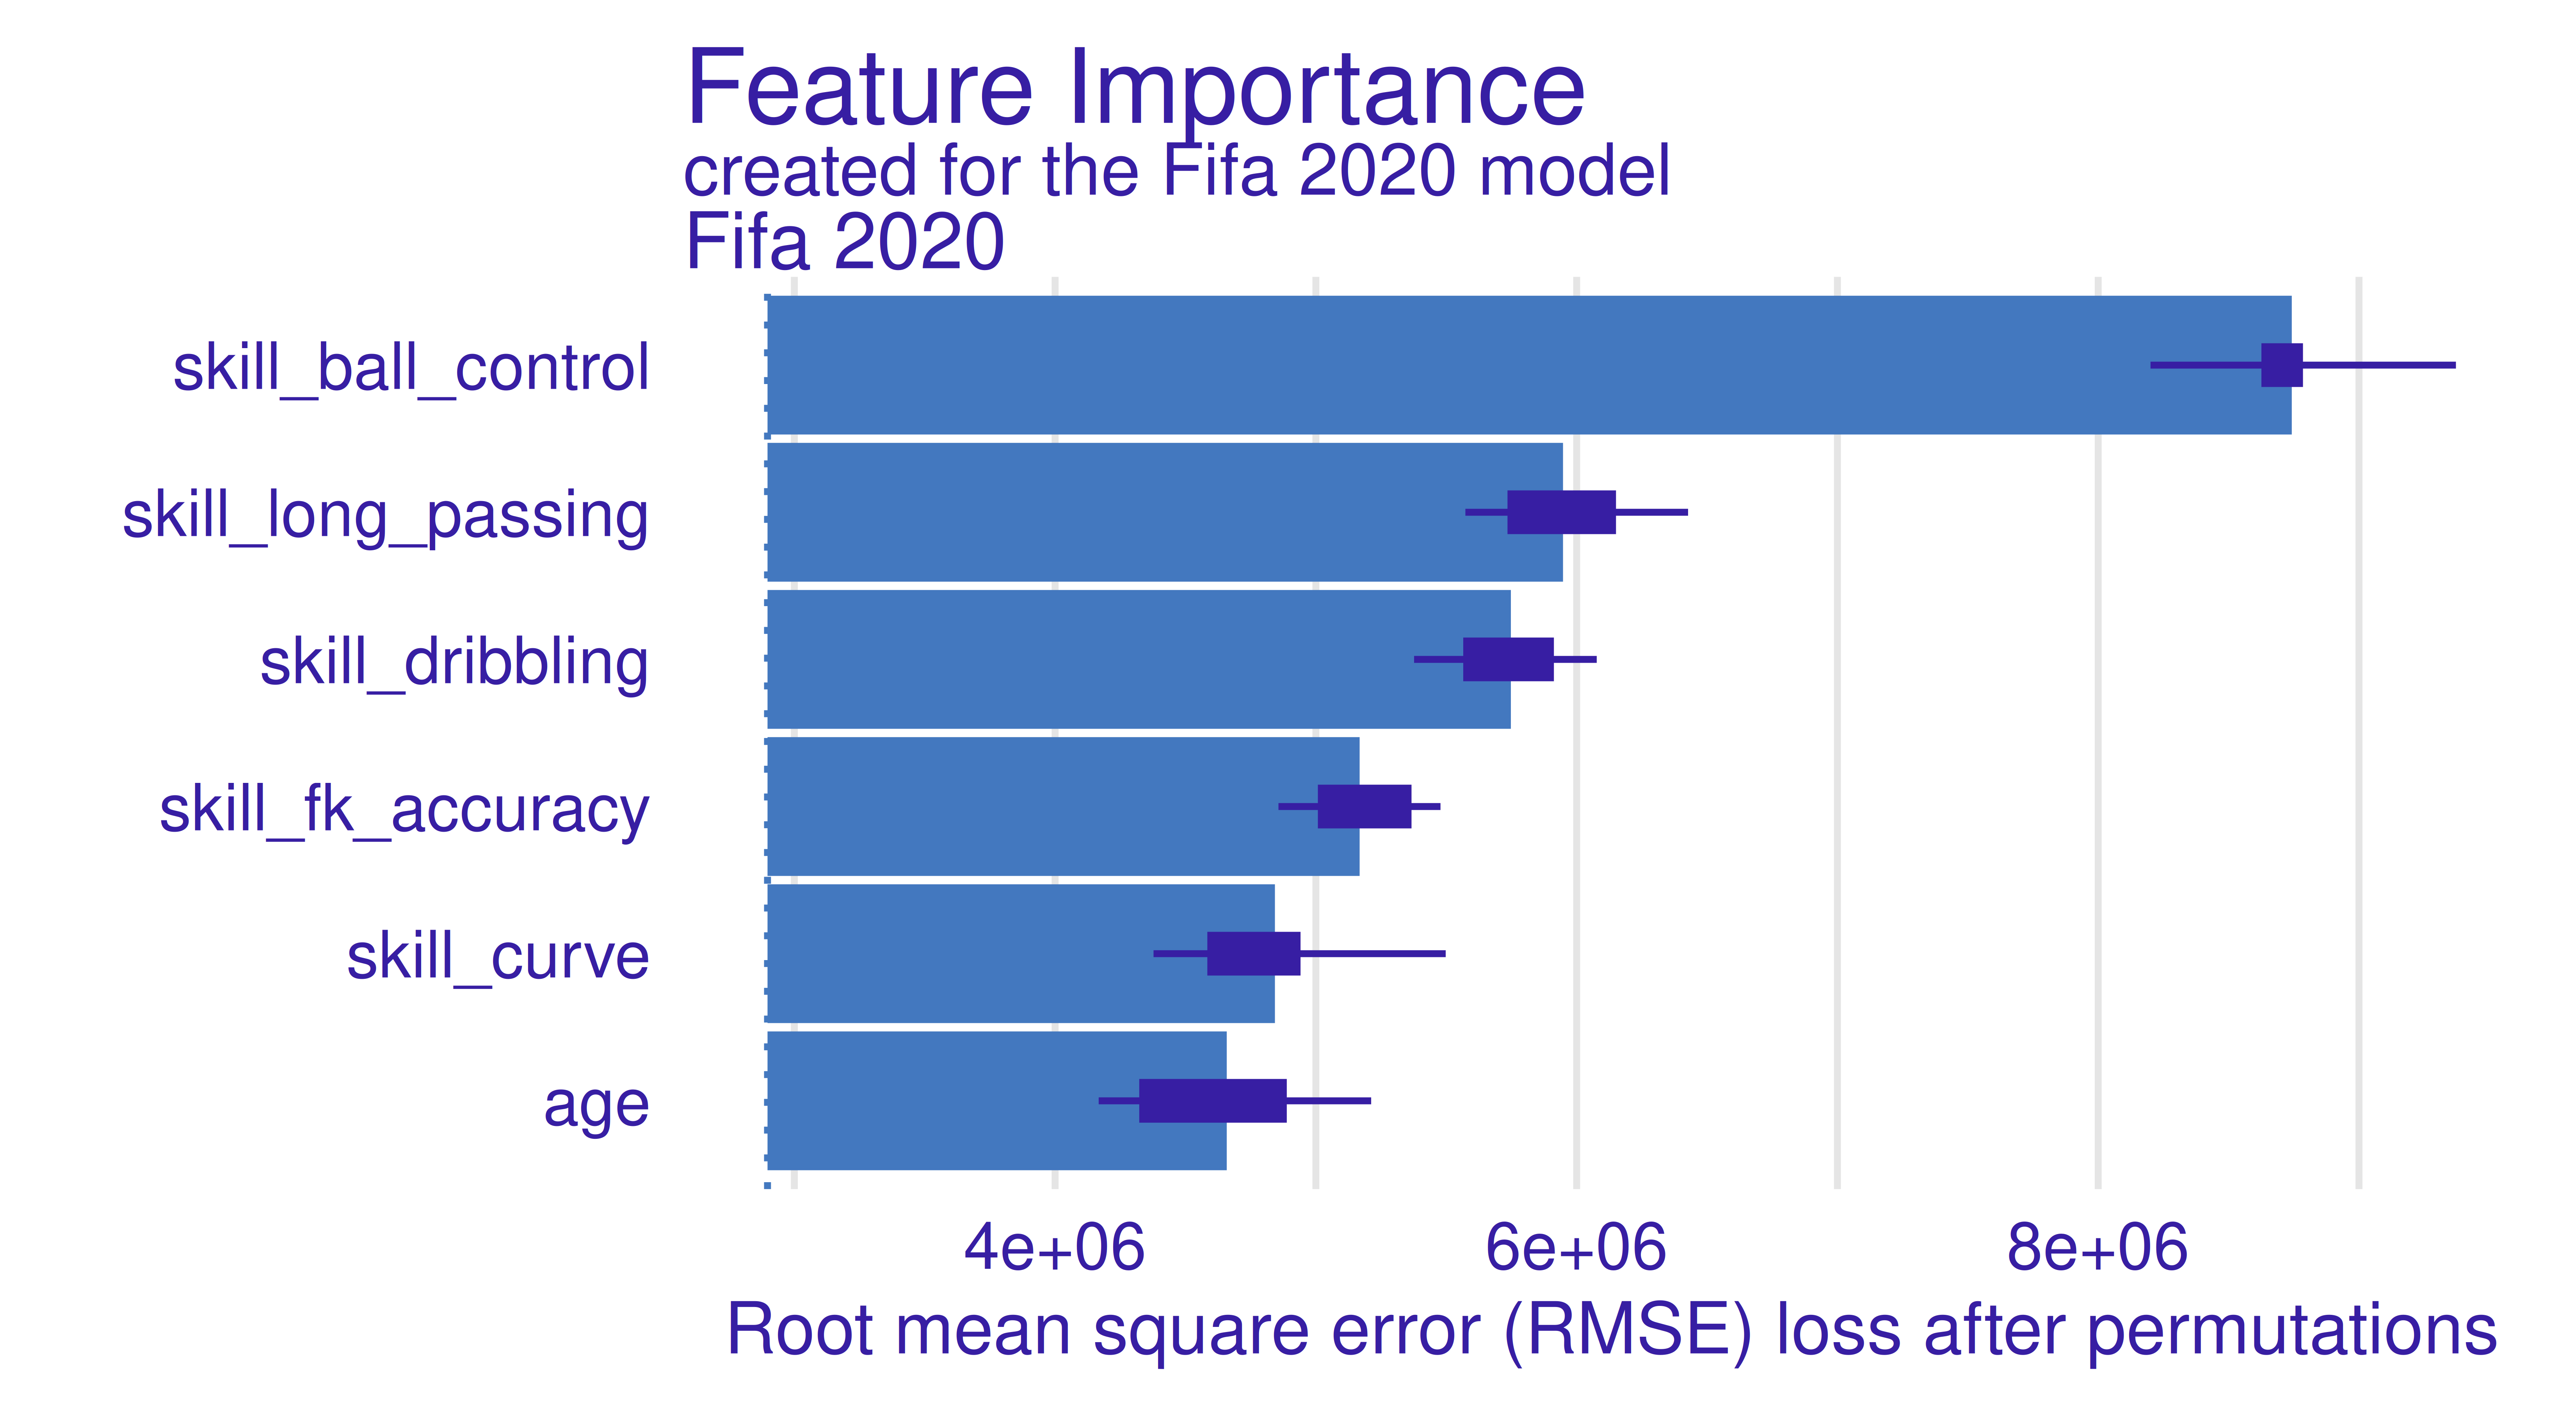 Feature Importance
created for the Fifa 2020 model
Fifa 2020
skill_ball_control
skill_long_passing
skill_dribbling
skill_fk_accuracy
skill_curve
age
4e+06 6e+06 8e+06
Root mean square error (RMSE) loss after permutations